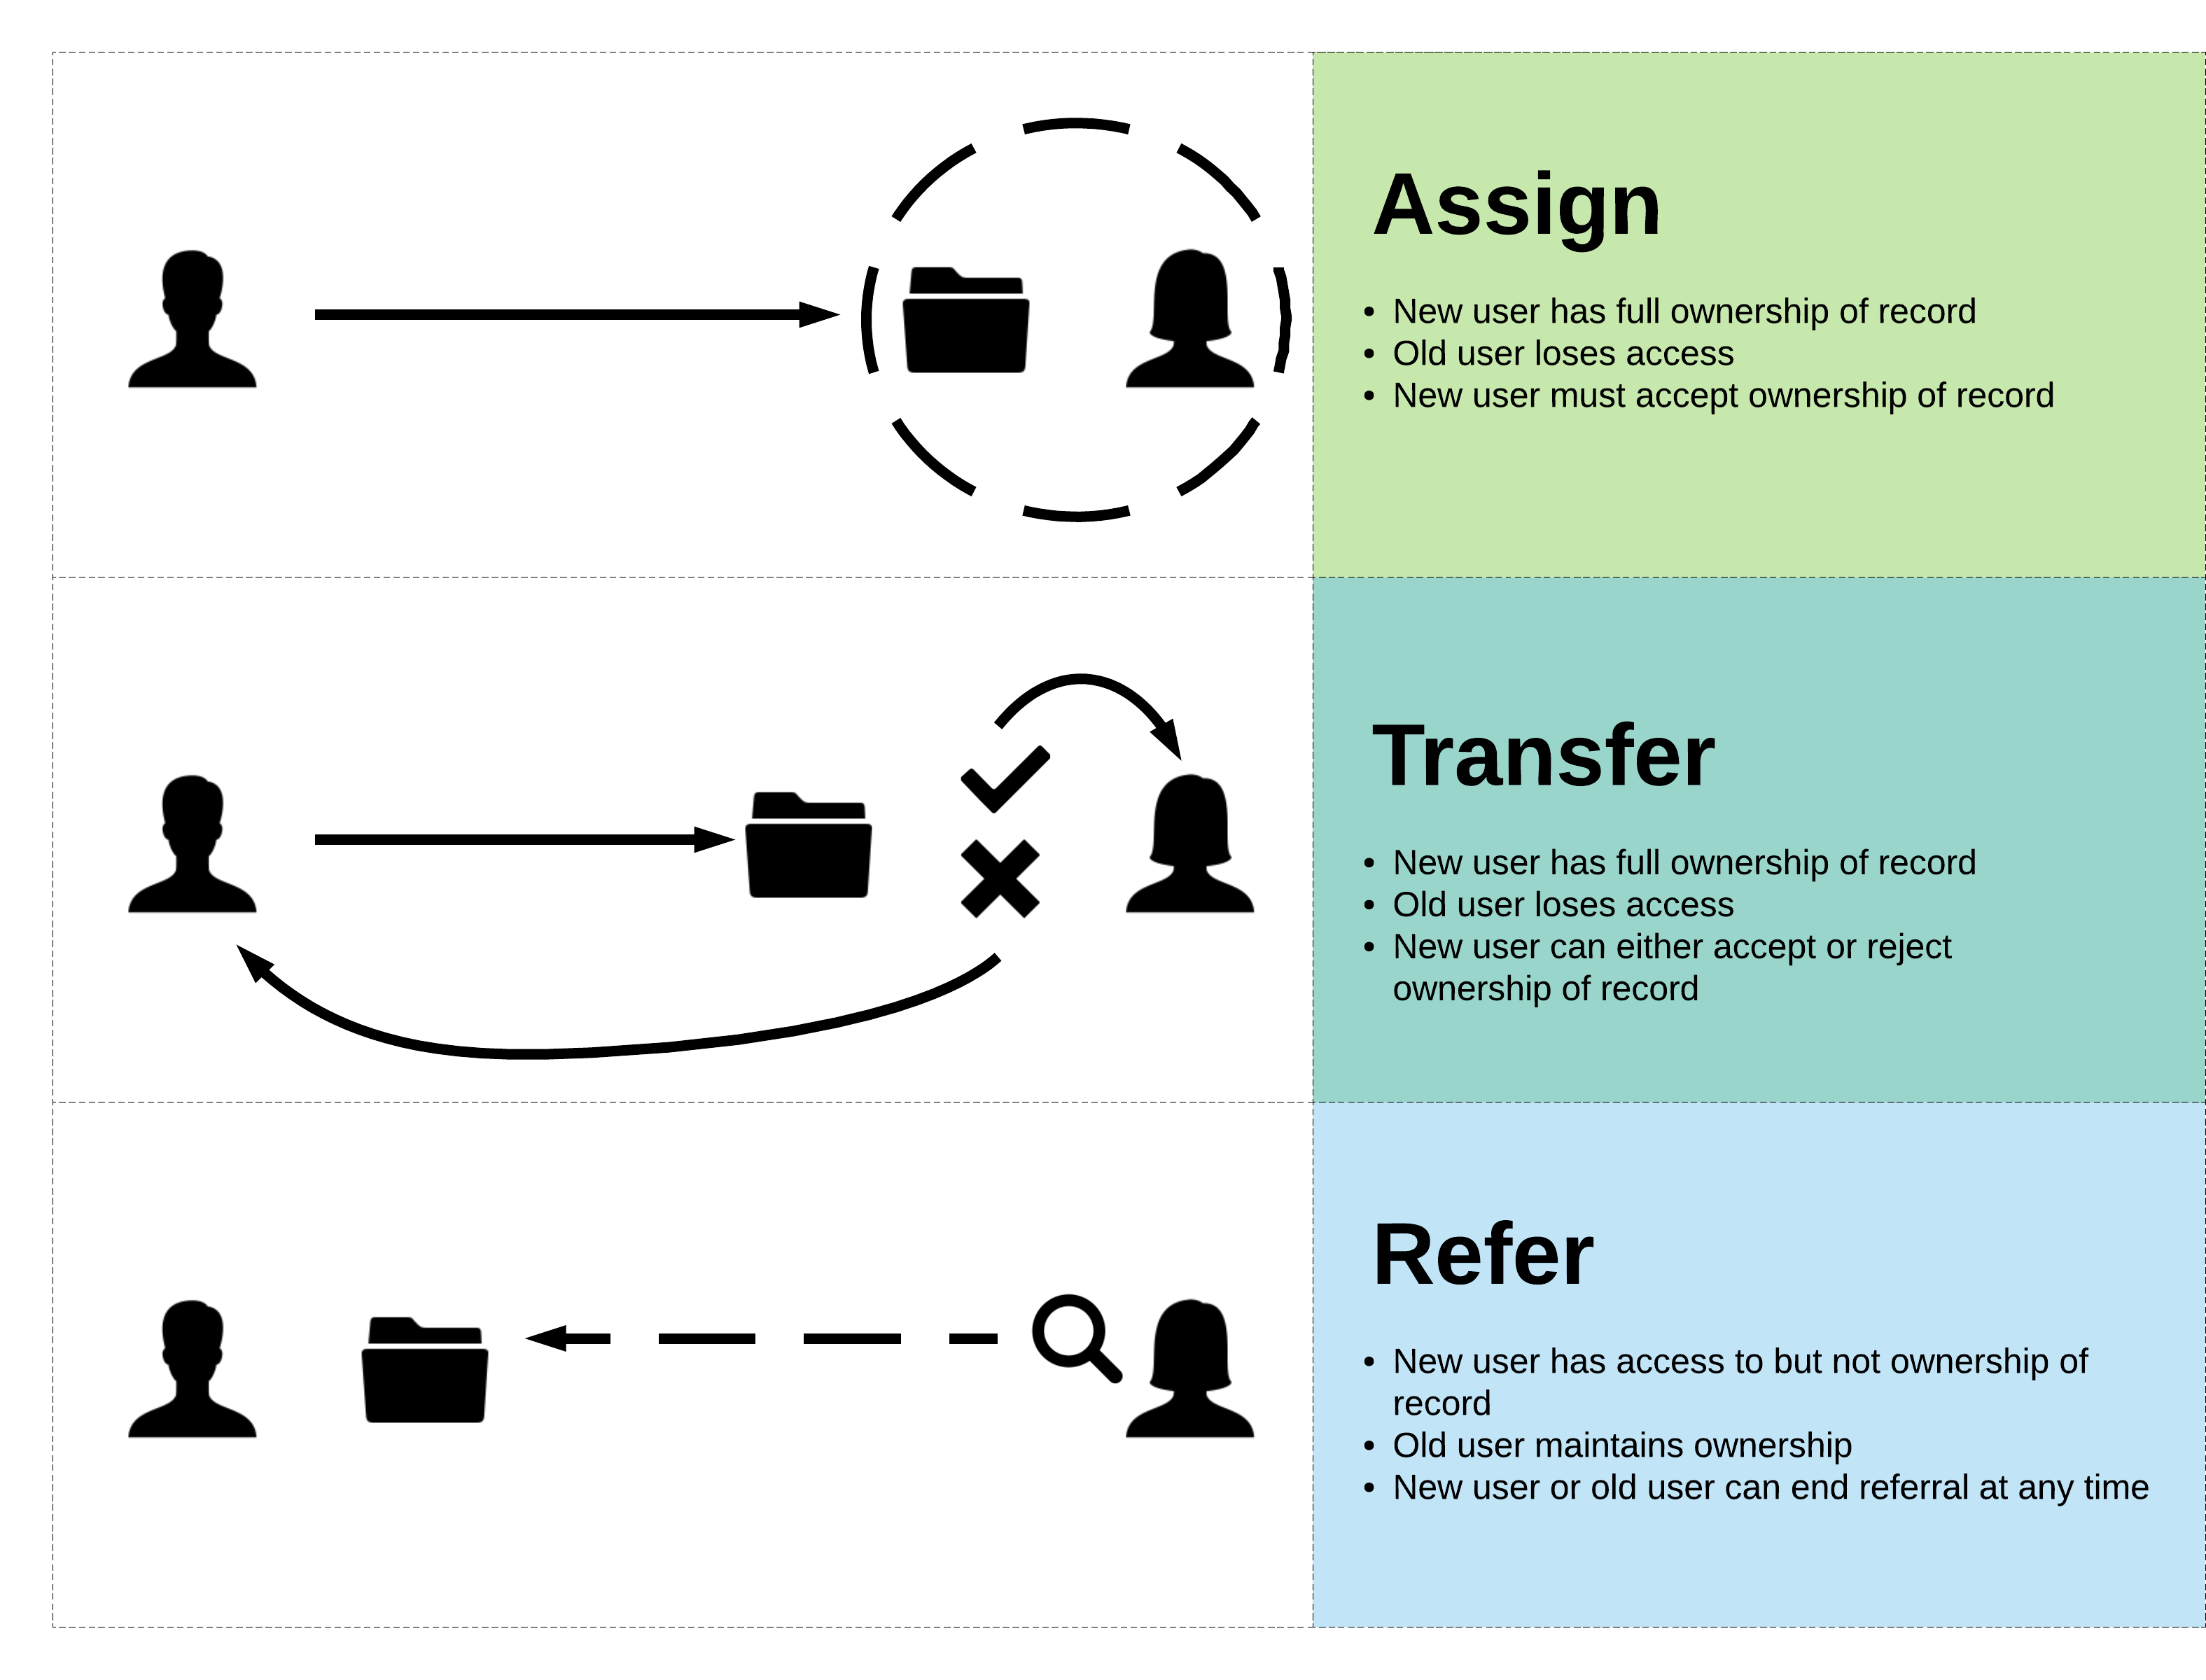 Assign
• New user has full ownership of record
• Old user loses access
• New user must accept ownership of record
Transfer
• New user has full ownership of record
• Old user loses access
• New user can either accept or reject
ownership of record
Refer
• New user has access to but not ownership of
record
• Old user maintains ownership
• New user or old user can end referral at any time